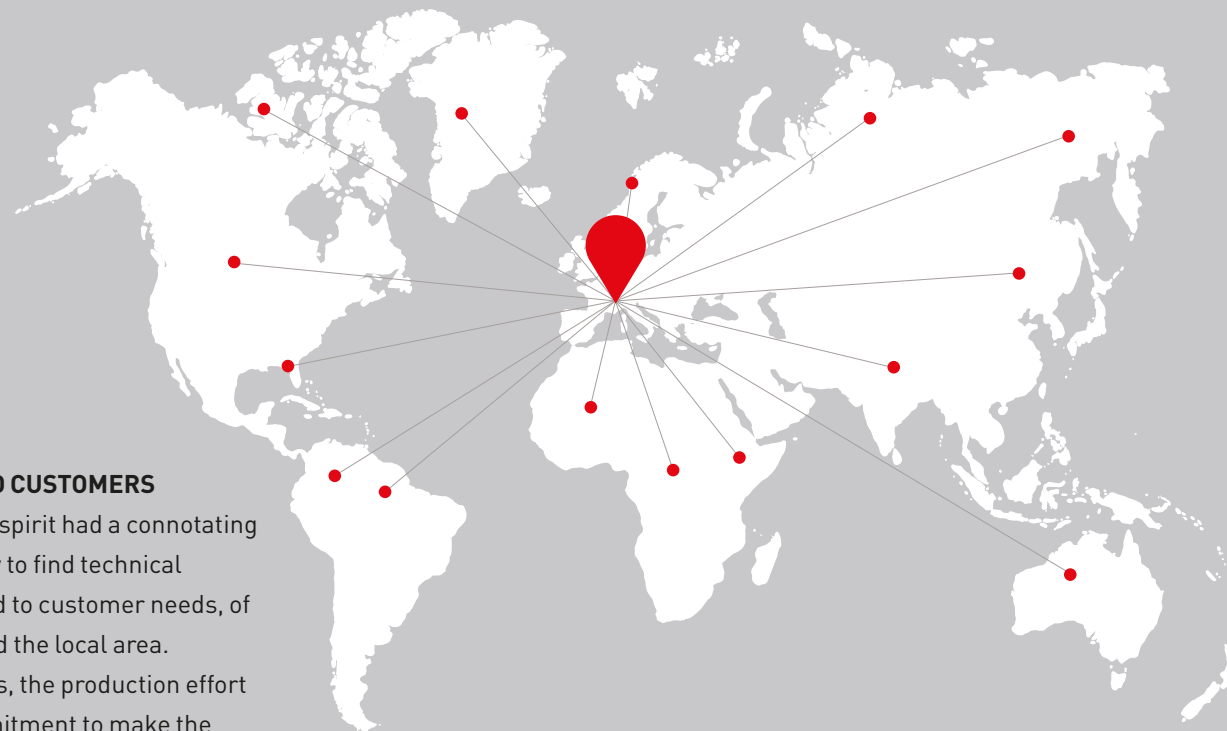 D CUSTOMERS
spirit had a connotating
to find technical
d to customer needs, of
d the local area.
s, the production effort
mitment to make the